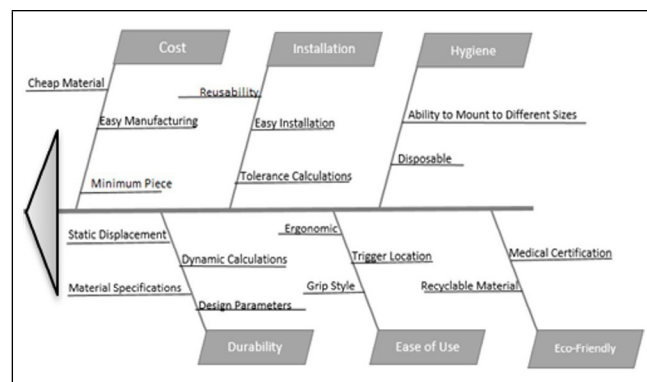 Cost
Installation
Hygiene
Cheap Material
Reusability
Easy Manufacturing
Easy Installation
Ability to Mount to Different Sizes
Disposable
Minimum Piece
Tolerance Calculations
Static Displacement
Ergonomic
Dynamic Calculations
Trigger Location
Medical Certification
Material Specifications
Grip Style
Recyclable Material
Design Parameters
Durability
Ease of Use
Eco-Friendly